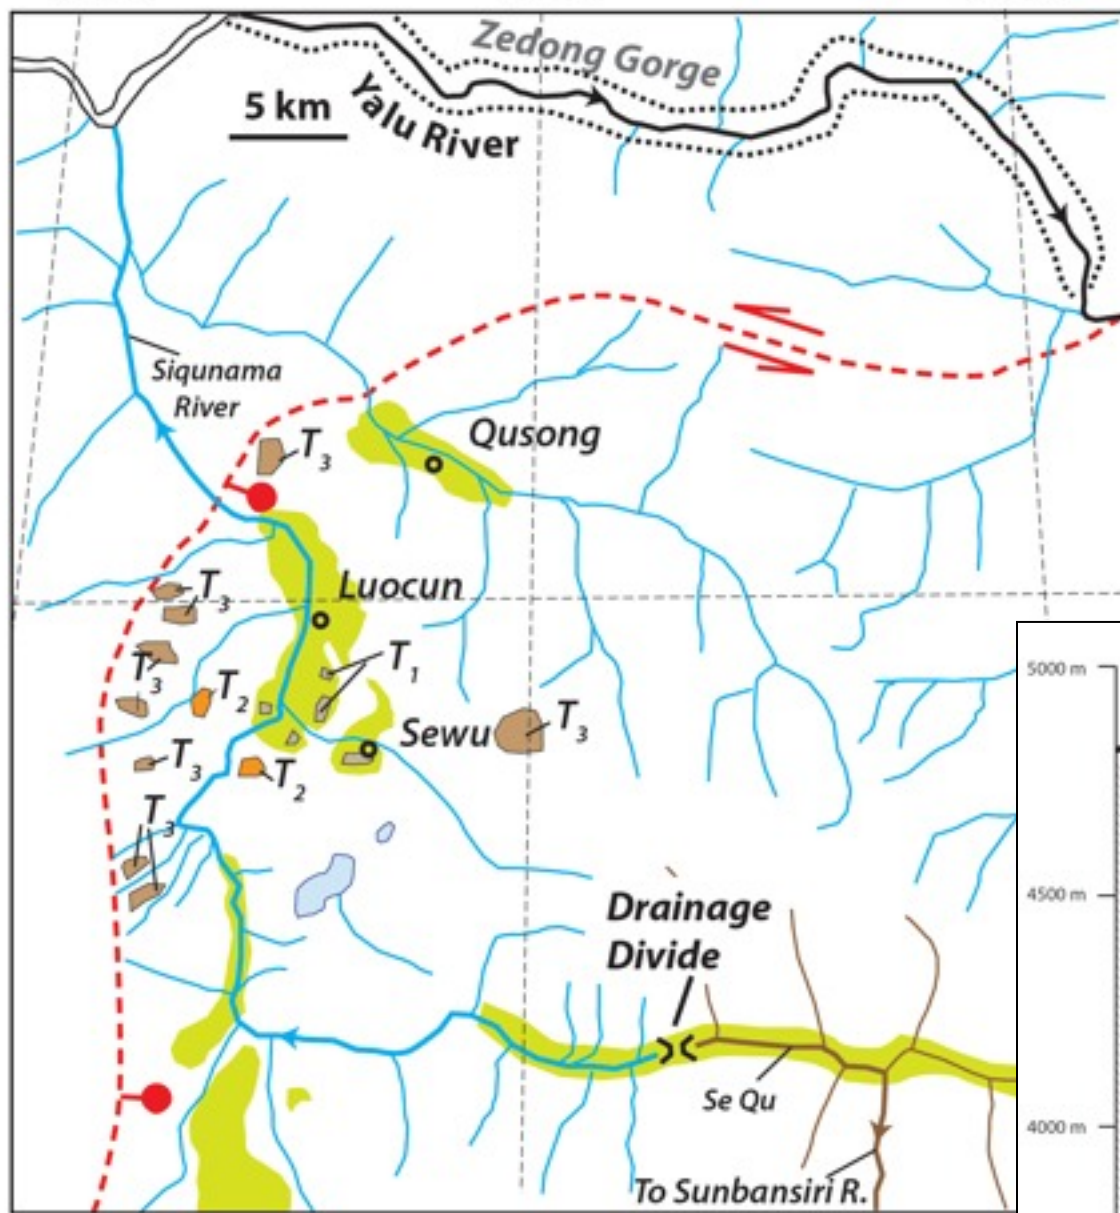 Zedong Gorge
5 km
Yalu River
Siqunama
River
T3
Qusong
T3
Luocun
T3
T1
T2
Sewu
T3
T3
T2
T3
5000 m
Drainage
Divide
4500 m
Se Qu
4000 m
To Sunbansiri R.